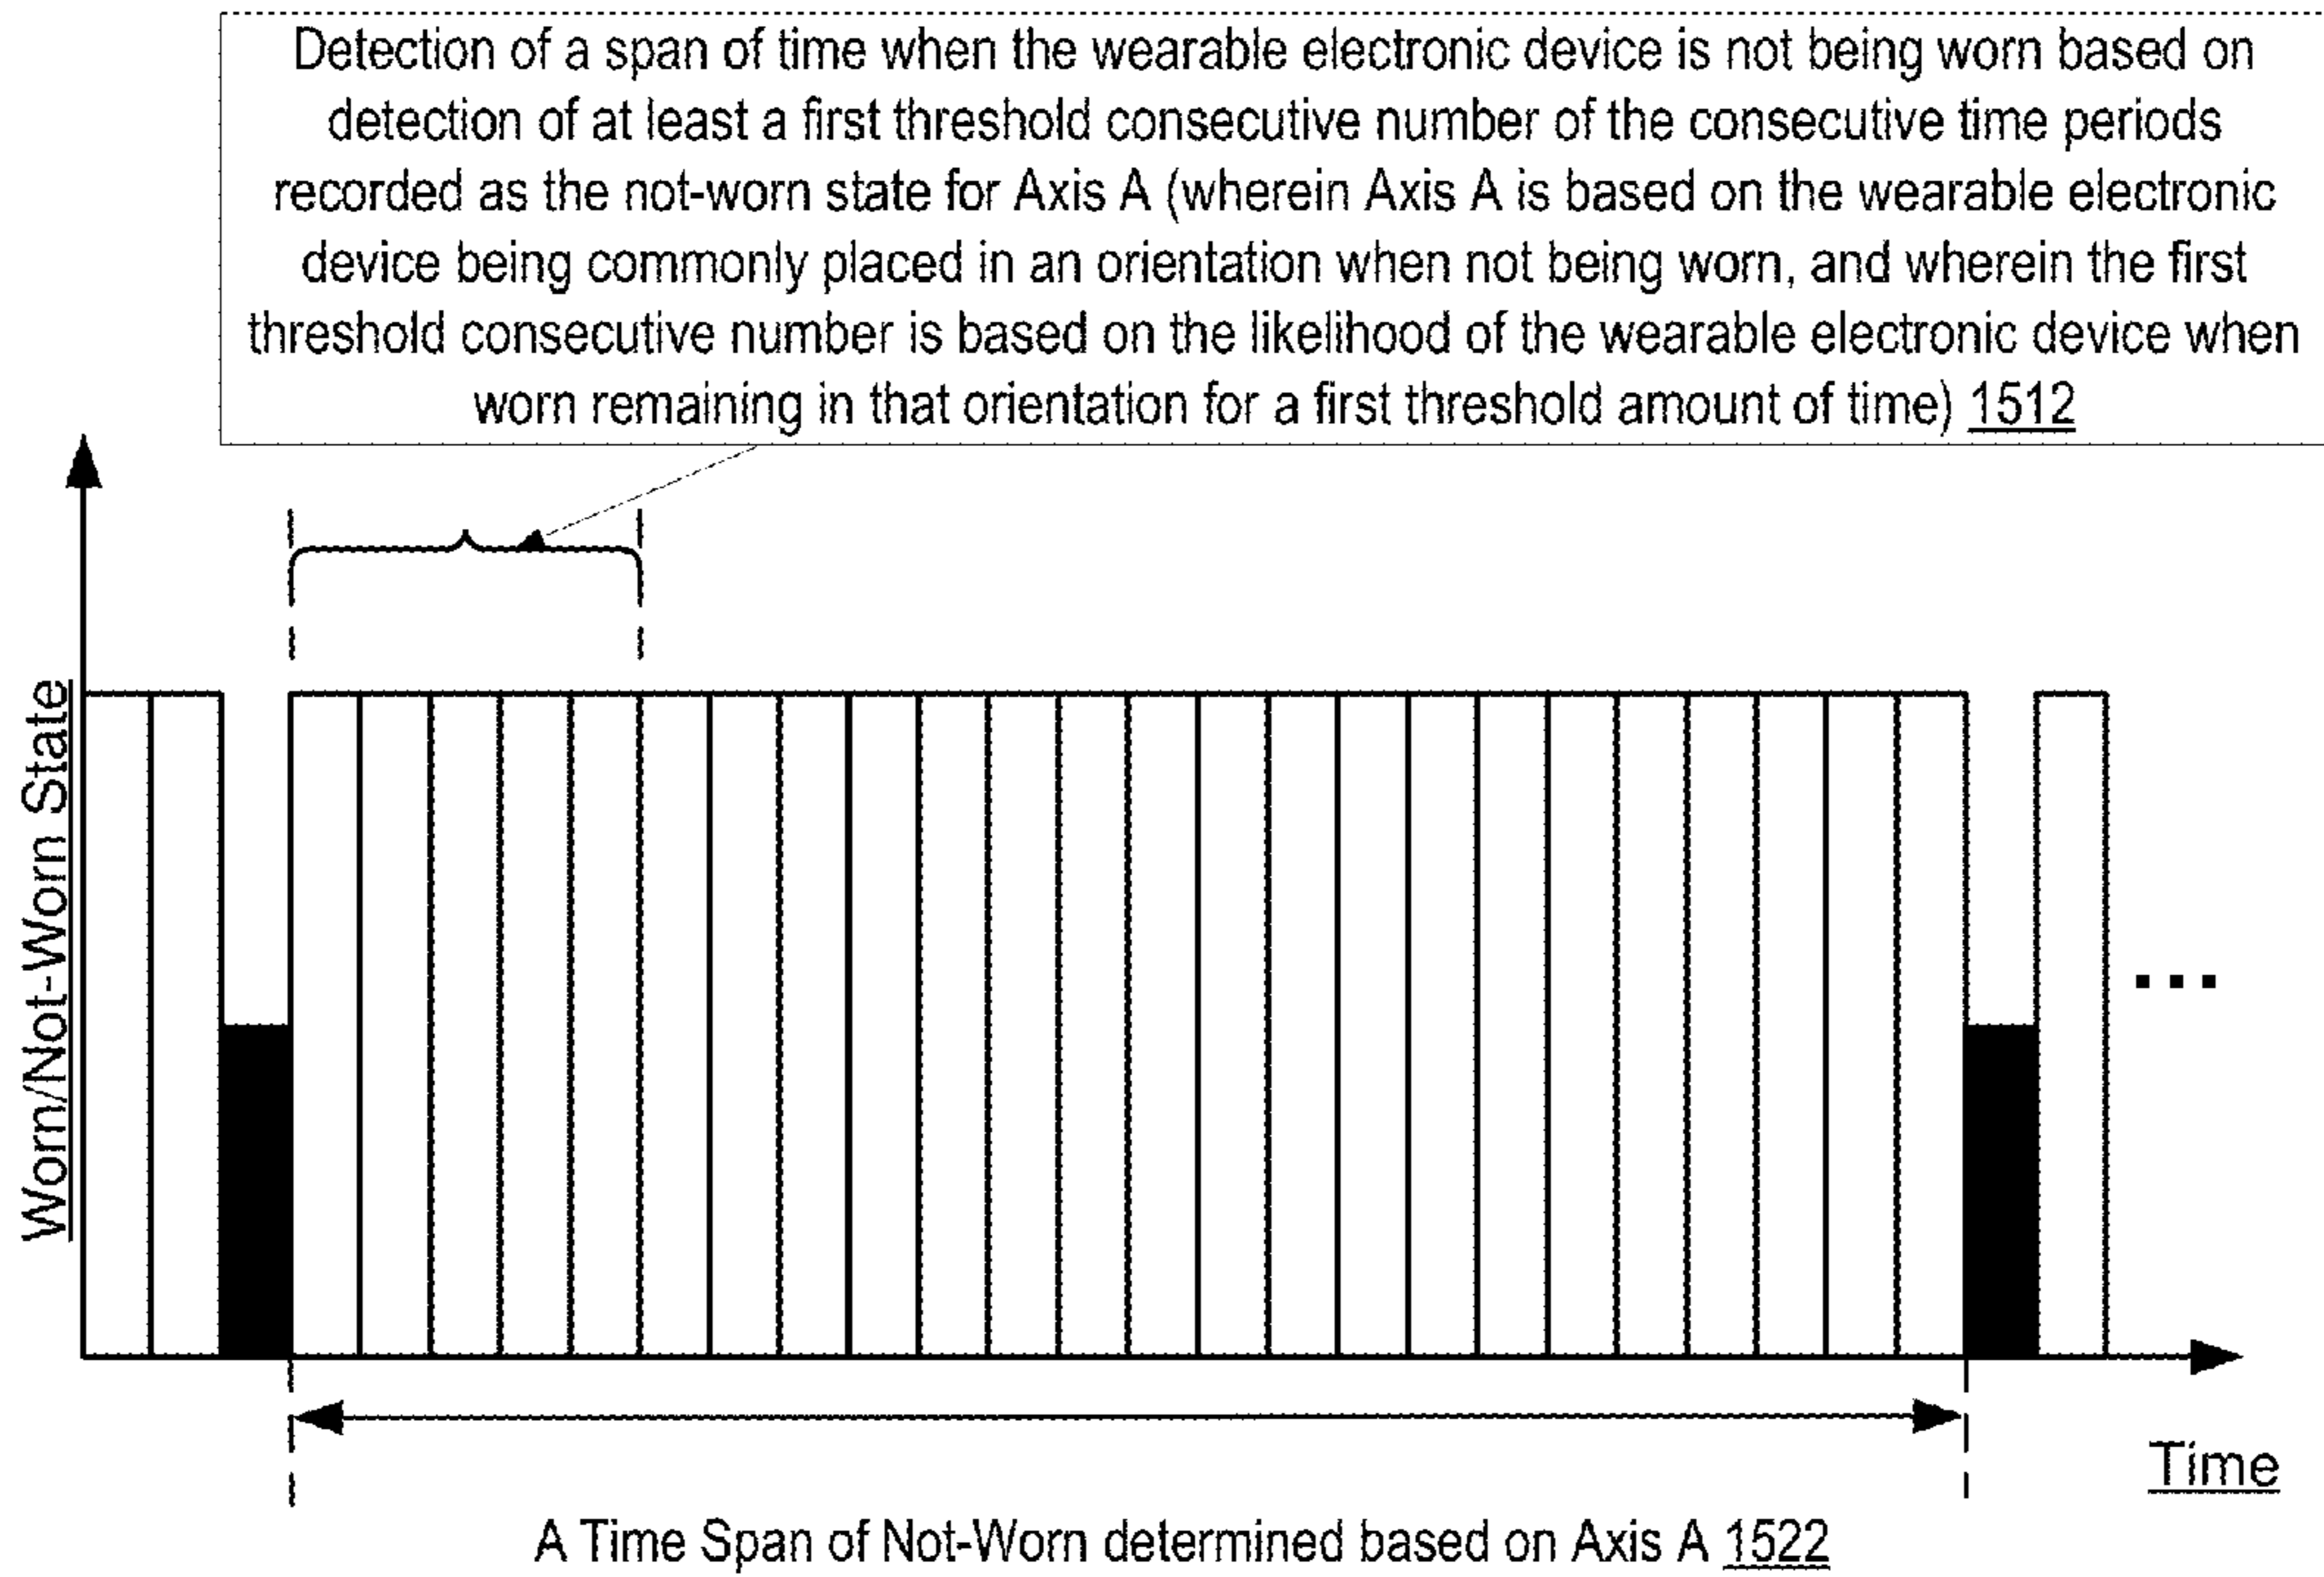 Detection of a span of time when the wearable electronic device is not being worn based on
detection of at least a first threshold consecutive number of the consecutive time periods
recorded as the not-worn state for Axis A (wherein Axis A is based on the wearable electronic
device being commonly placed in an orientation when not being worn, and wherein the first
threshold consecutive number is based on the likelihood of the wearable electronic device when
worn remaining in that orientation for a first threshold amount of time) 1512
Worn/Not-Worn State
...
Time
A Time Span of Not-Worn determined based on Axis A 1522